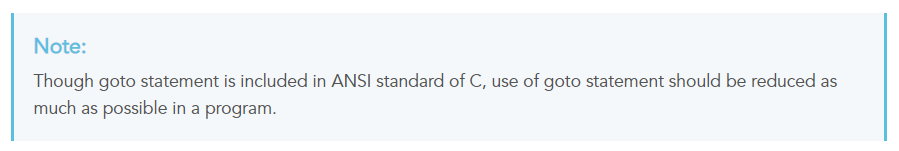 Note:
Though goto statement is included in ANSI standard of C, use of goto statement should be reduced as
much as possible in a program.